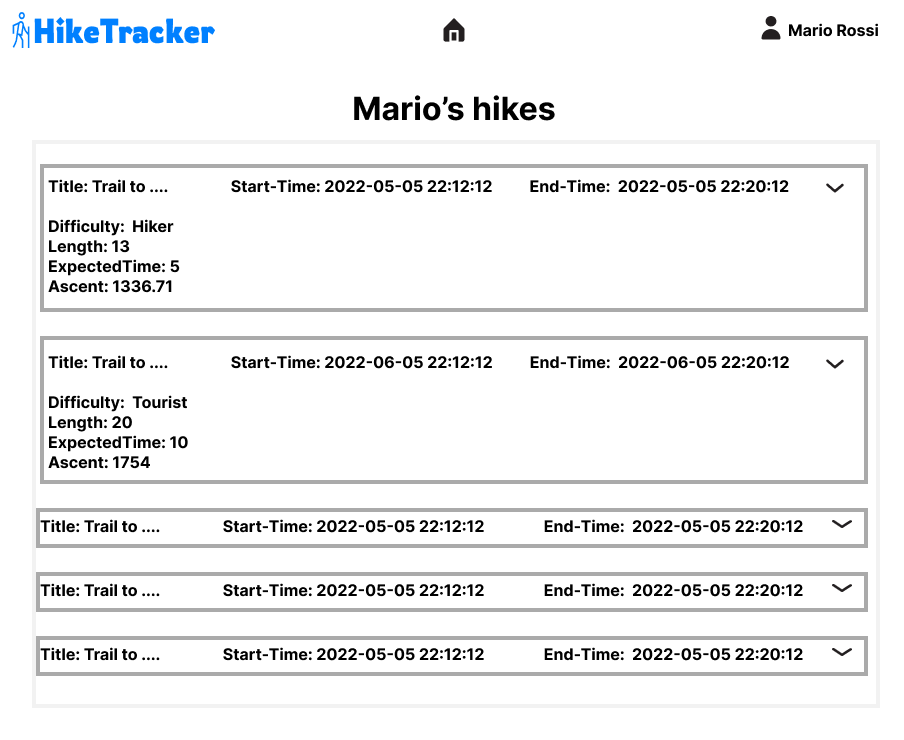 HikeTracker
Mario Rossi
Mario’s hikes
Title: Trail to .... Start-Time: 2022-05-05 22:12:12 End-Time: 2022-05-05 22:20:12
Difficulty: Hiker
Length: 13
ExpectedTime: 5
Ascent: 1336.71
Title: Trail to .... Start-Time: 2022-06-05 22:12:12 End-Time: 2022-06-05 22:20:12
Difficulty: Tourist
Length: 20
ExpectedTime: 10
Ascent: 1754
Title: Trail to .... Start-Time: 2022-05-05 22:12:12 End-Time: 2022-05-05 22:20:12
Title: Trail to .... Start-Time: 2022-05-05 22:12:12 End-Time: 2022-05-05 22:20:12
Title: Trail to .... Start-Time: 2022-05-05 22:12:12 End-Time: 2022-05-05 22:20:12